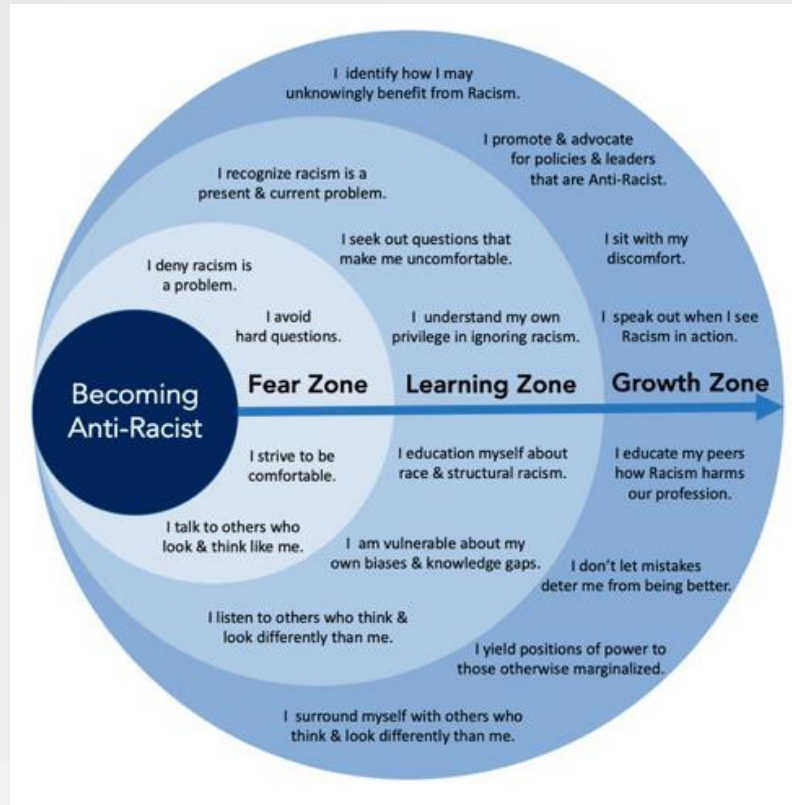 I identify how I may
unknowingly benefit from Racism.
I promote & advocate
for policies & leaders
that are Anti-Racist.
I recognize racism is a
present & current problem.
I seek out questions that
make me uncomfortable.
I sit with my
discomfort.
I deny racism is
a problem.
I avoid
hard questions.
I understand my own
privilege in ignoring racism.
I speak out when I see
Racism in action.
Becoming
Anti-Racist
Fear Zone
Learning Zone
Growth Zone
I strive to be
comfortable.
I education myself about
race & structural racism.
I educate my peers
how Racism harms
our profession.
I talk to others who
look & think like me.
I am vulnerable about my
own biases & knowledge gaps.
I don't let mistakes
deter me from being better.
I listen to others who think &
look differently than me.
I yield positions of power to
those otherwise marginalized.
I surround myself with others who
think & look differently than me.